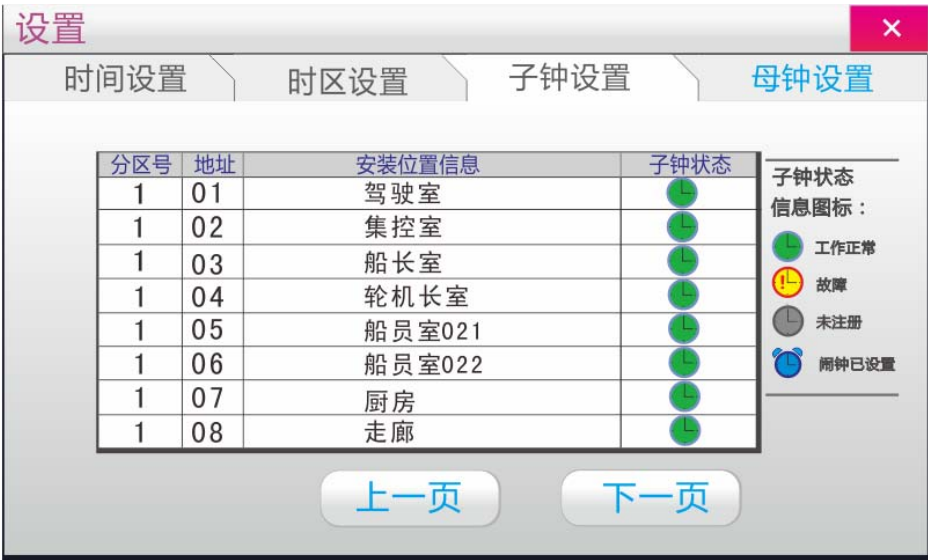 设置
×
时间设置 时区设置 子钟设置 母钟设置
分区号 地址 安装位置信息 子钟状态
1 01 驾驶室
1 02 集控室
1 03 船长室
1 04 轮机长室
1 05 船员室021
1 06 船员室022
1 07 厨房
1 08 走廊
子钟状态
信息图标：
工作正常
故障
未注册
闹钟已设置
上一页 下一页